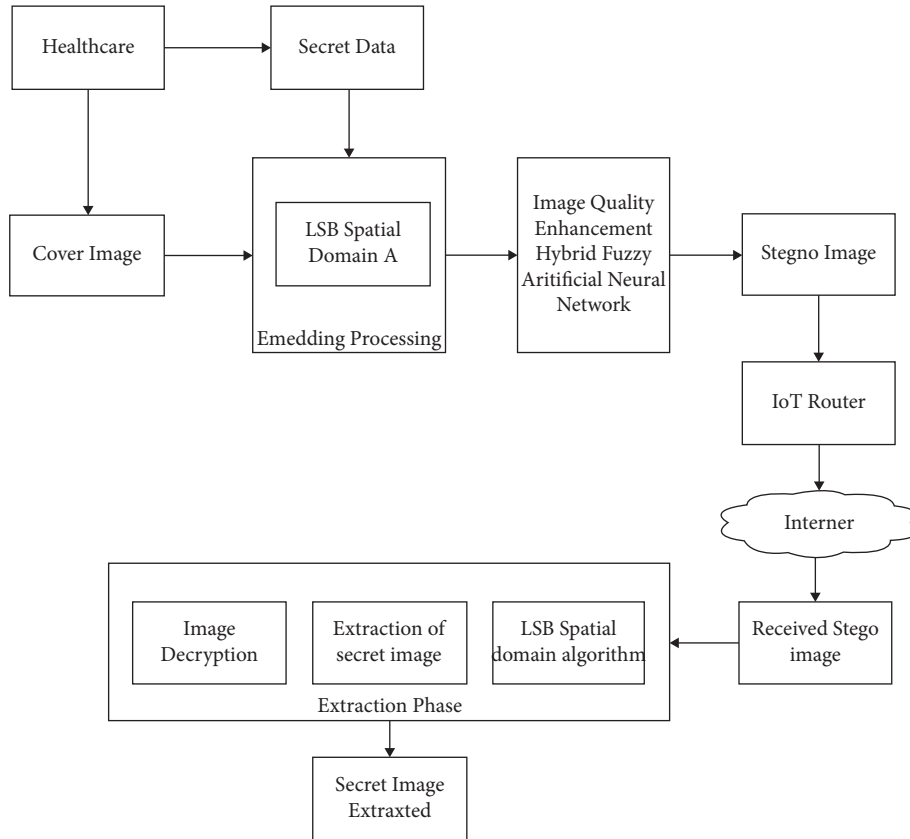 Healthcare
Secret Data
Cover Image
LSB Spatial
Domain A
Emedding Processing
Image Quality
Enhancement
Hybrid Fuzzy
Aritificial Neural
Network
Stegno Image
IoT Router
Interner
Received Stego
image
LSB Spatial
domain algorithm
Extraction of
secret image
Image
Decryption
Extraction Phase
Secret Image
Extraxted